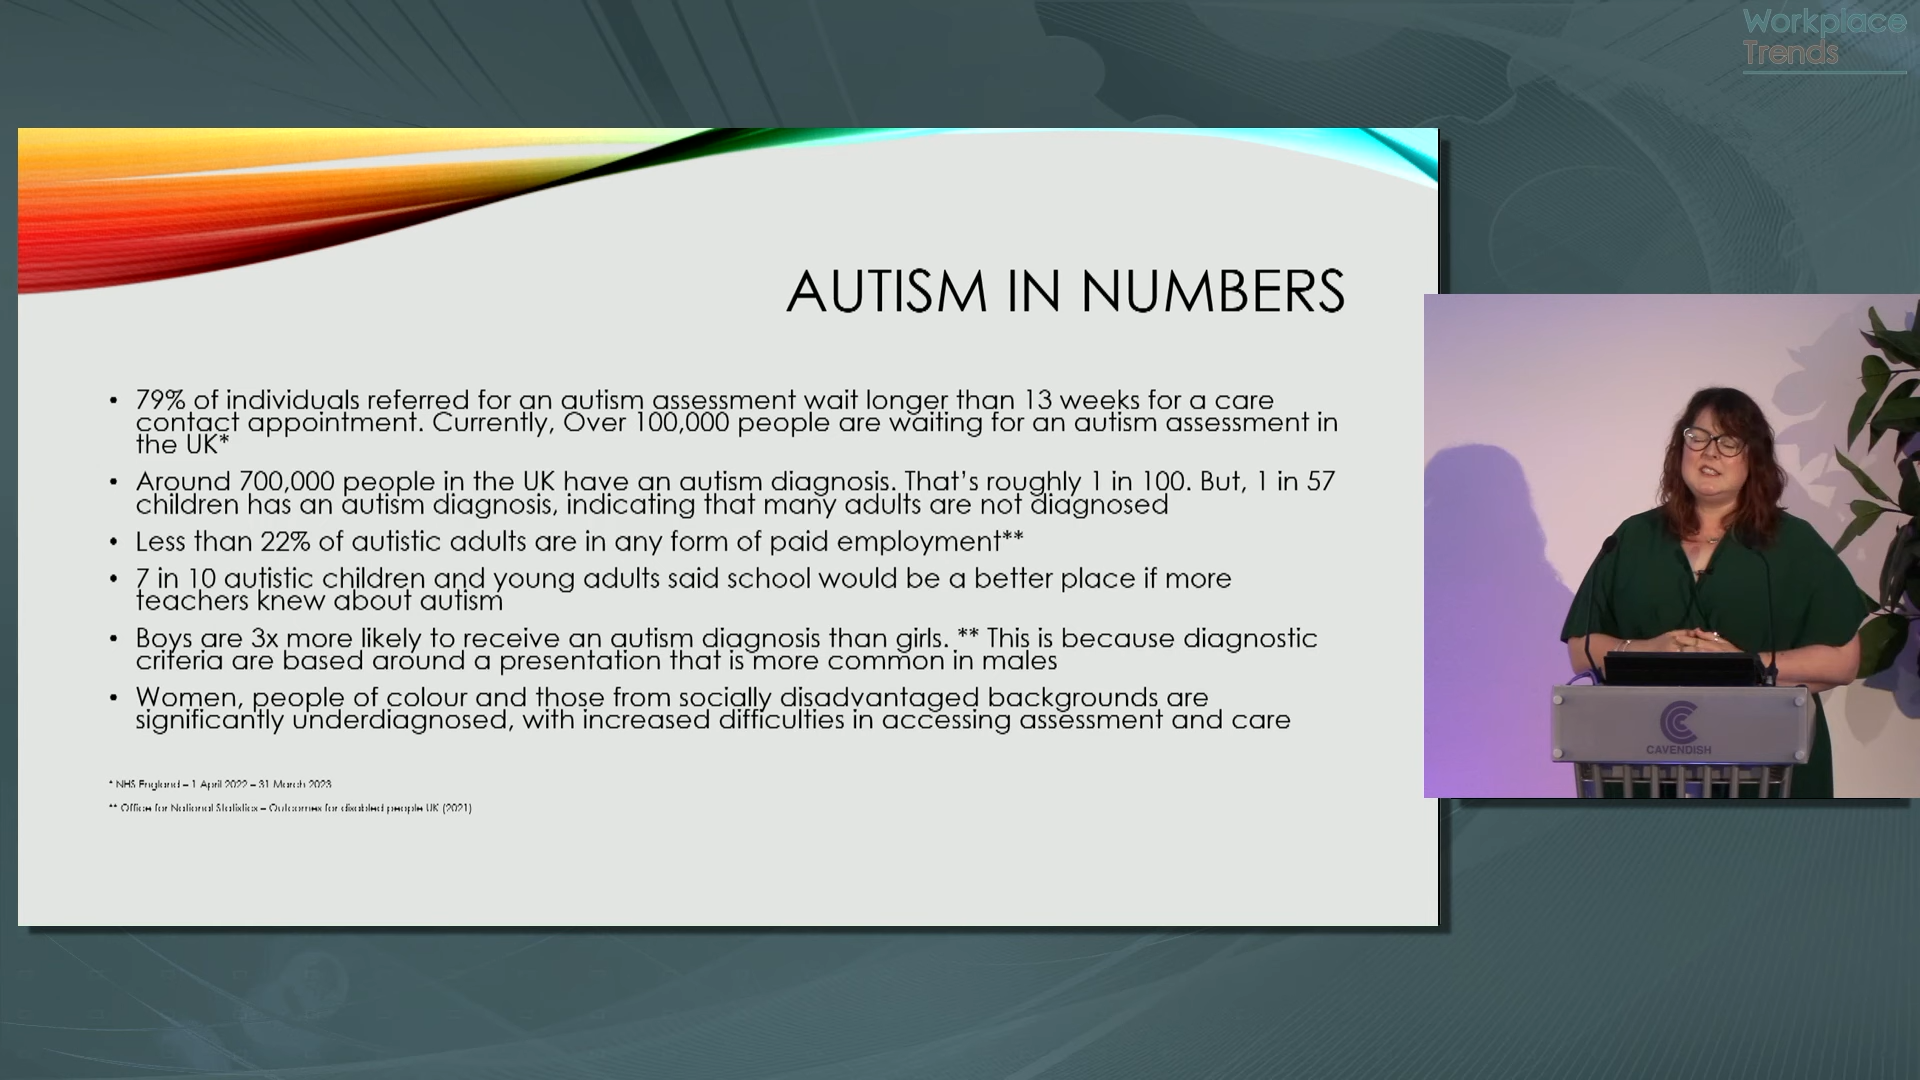 Workplace
Trends
AUTISM IN NUMBERS
• 79% of individuals referred for an autism assessment wait longer than 13 weeks for a care
contact appointment. Currently, Over 100,000 people are waiting for an autism assessment in
the UK*
• Around 700,000 people in the UK have an autism diagnosis. That's roughly 1 in 100. But, 1 in 57
children has an autism diagnosis, indicating that many adults are not diagnosed
• Less than 22% of autistic adults are in any form of paid employment**
• 7 in 10 autistic children and young adults said school would be a better place if more
teachers knew about autism
• Boys are 3x more likely to receive an autism diagnosis than girls. ** This is because diagnostic
criteria are based around a presentation that is more common in males
• Women, people of colour and those from socially disadvantaged backgrounds are
significantly underdiagnosed, with increased difficulties in accessing assessment and care
* NHS England – 1 April 2022 – 31 March 2023
** Office for National Statistics – Outcomes for disabled people UK (2021)
CAVENDISH